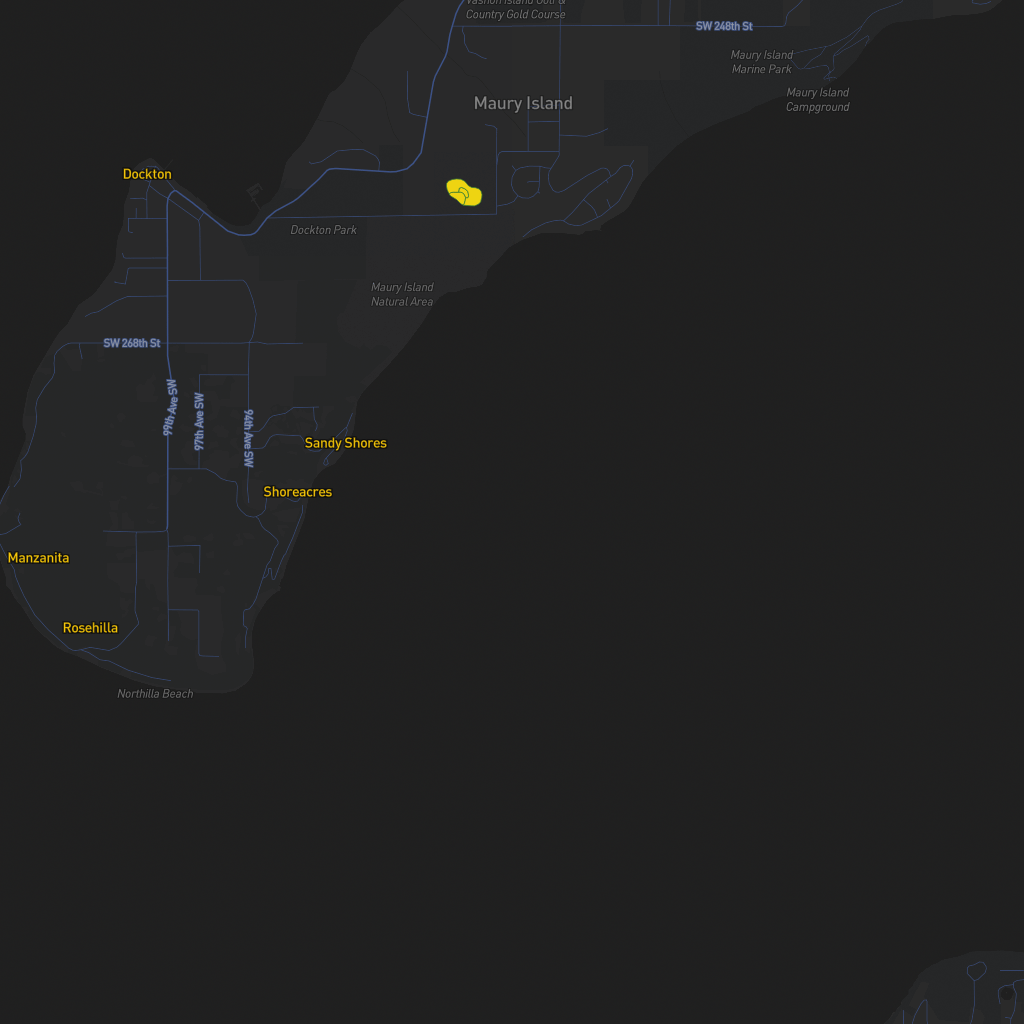 Vashon Island Golf &
Country Gold Course
SW 248th St
Maury Island
Marine Park
Maury Island
Campground
Maury Island
Dockton
Dockton Park
Maury Island
Natural Area
SW 268th St
99th Ave SW
97th Ave SW
94th Ave SW
Sandy Shores
Shoreacres
Manzanita
Rosehilla
Northilla Beach